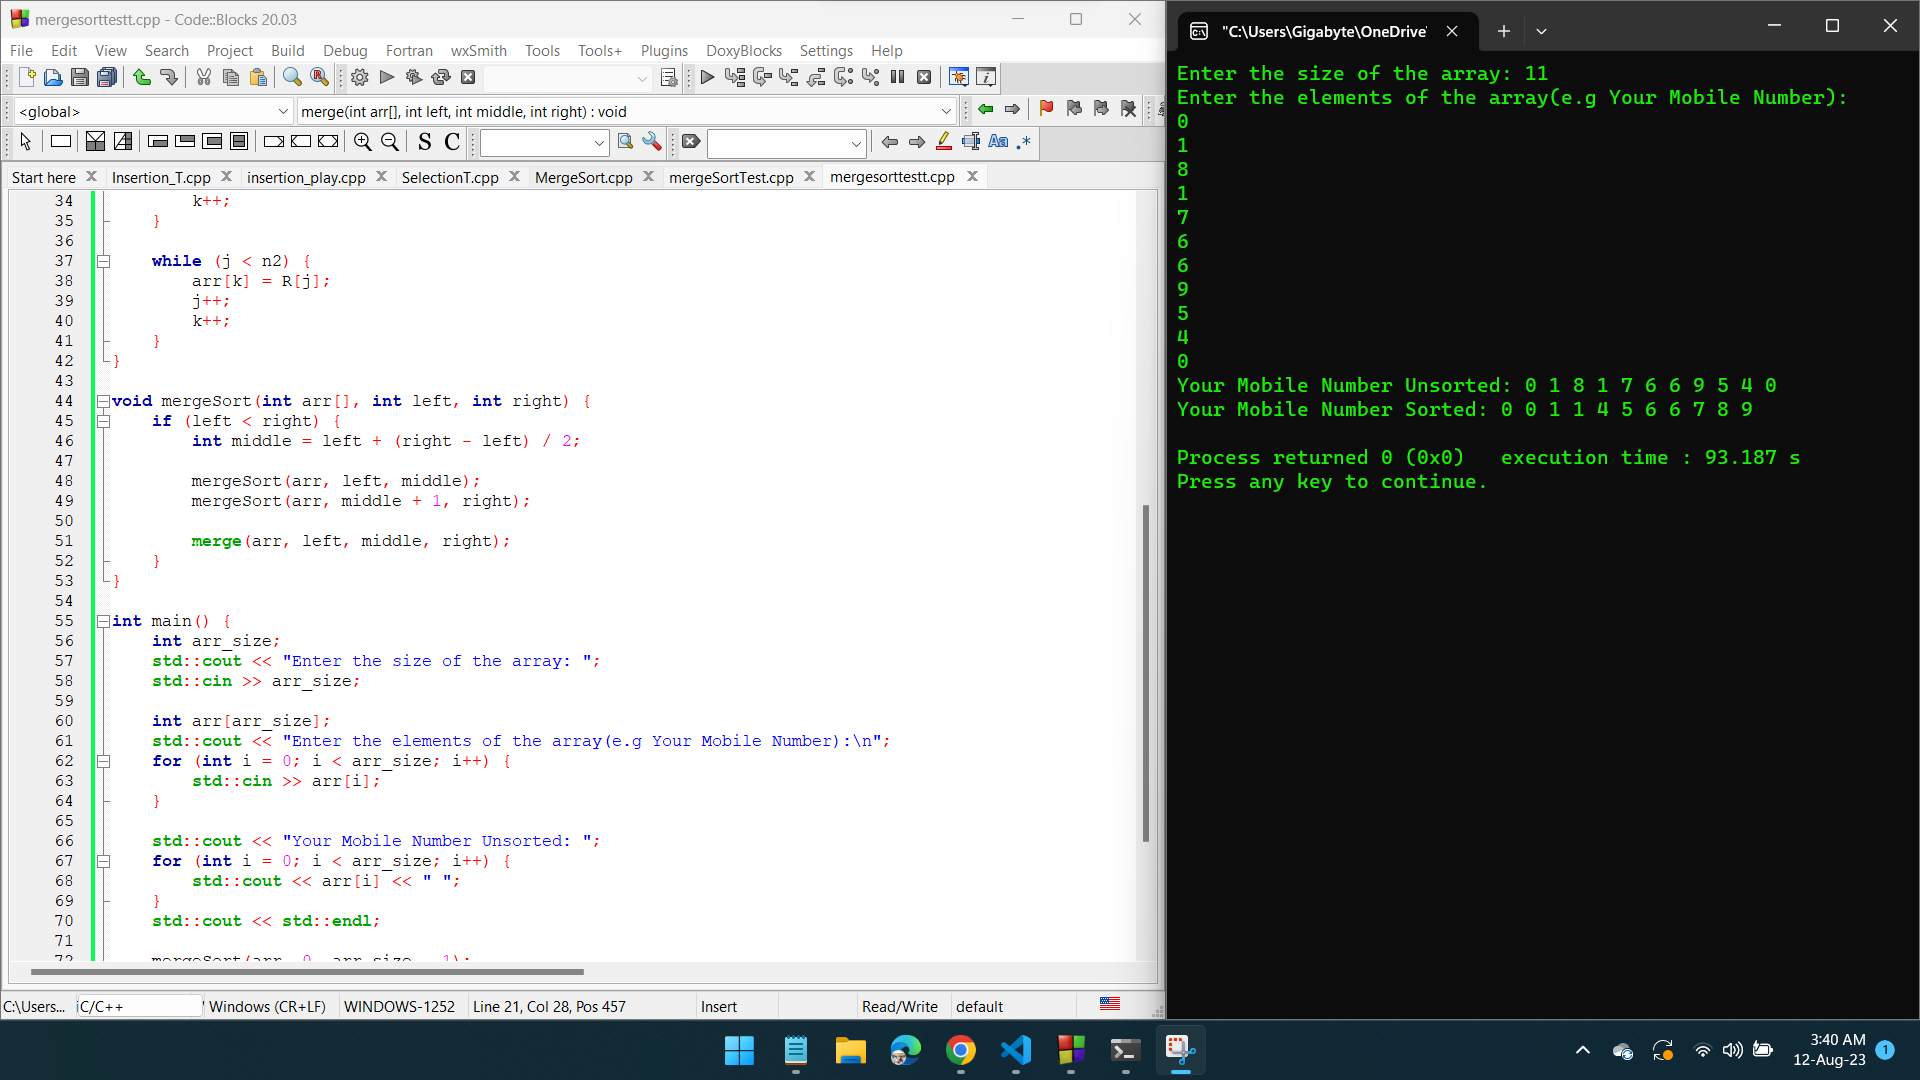 mergesorttestt.cpp - Code::Blocks 20.03
File Edit View Search Project Build Debug Fortran wxSmith Tools Tools+ Plugins DoxyBlocks Settings Help
<global>
merge(int arr[], int left, int middle, int right) : void
S C
Aa .*
Start here Insertion_T.cpp insertion_play.cpp SelectionT.cpp MergeSort.cpp mergeSortTest.cpp mergesorttestt.cpp
34 k++;
35 }
36
37 while (j < n2) {
38 arr[k] = R[j];
39 j++;
40 k++;
41 }
42 }
43
44 void mergeSort(int arr[], int left, int right) {
45 if (left < right) {
46 int middle = left + (right - left) / 2;
47
48 mergeSort(arr, left, middle);
49 mergeSort(arr, middle + 1, right);
50
51 merge(arr, left, middle, right);
52 }
53 }
54
55 int main() {
56 int arr_size;
57 std::cout << "Enter the size of the array: ";
58 std::cin >> arr_size;
59
60 int arr[arr_size];
61 std::cout << "Enter the elements of the array(e.g Your Mobile Number):\n";
62 for (int i = 0; i < arr_size; i++) {
63 std::cin >> arr[i];
64 }
65
66 std::cout << "Your Mobile Number Unsorted: ";
67 for (int i = 0; i < arr_size; i++) {
68 std::cout << arr[i] << " ";
69 }
70 std::cout << std::endl;
71
72 mergeSort(arr, 0, arr_size - 1);
C:\Users... C/C++ Windows (CR+LF) WINDOWS-1252 Line 21, Col 28, Pos 457 Insert Read/Write default
"C:\Users\Gigabyte\OneDrive'
Enter the size of the array: 11
Enter the elements of the array(e.g Your Mobile Number):
0
1
8
1
7
6
6
9
5
4
0
Your Mobile Number Unsorted: 0 1 8 1 7 6 6 9 5 4 0
Your Mobile Number Sorted: 0 0 1 1 4 5 6 6 7 8 9
Process returned 0 (0x0) execution time : 93.187 s
Press any key to continue.
3:40 AM
12-Aug-23
1